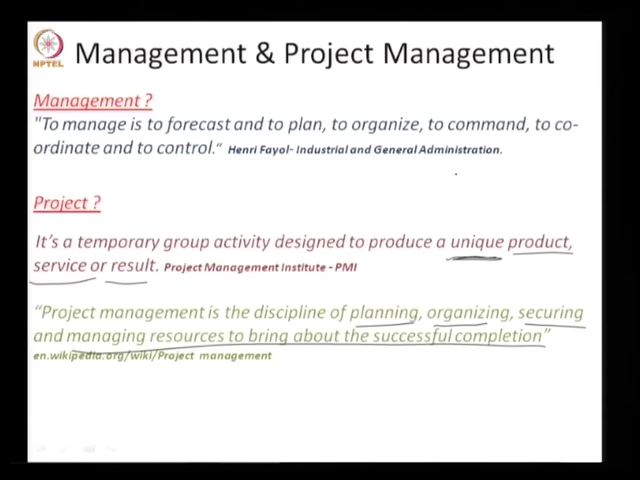 NPTEL
Management & Project Management
Management ?
"To manage is to forecast and to plan, to organize, to command, to co-
ordinate and to control.“ Henri Fayol- Industrial and General Administration.
Project ?
It’s a temporary group activity designed to produce a unique product,
service or result. Project Management Institute - PMI
“Project management is the discipline of planning, organizing, securing
and managing resources to bring about the successful completion”
en.wikipedia.org/wiki/Project management